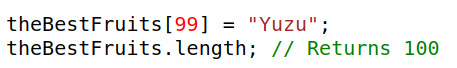 theBestFruits[99] = "Yuzu";
theBestFruits.length; // Returns 100